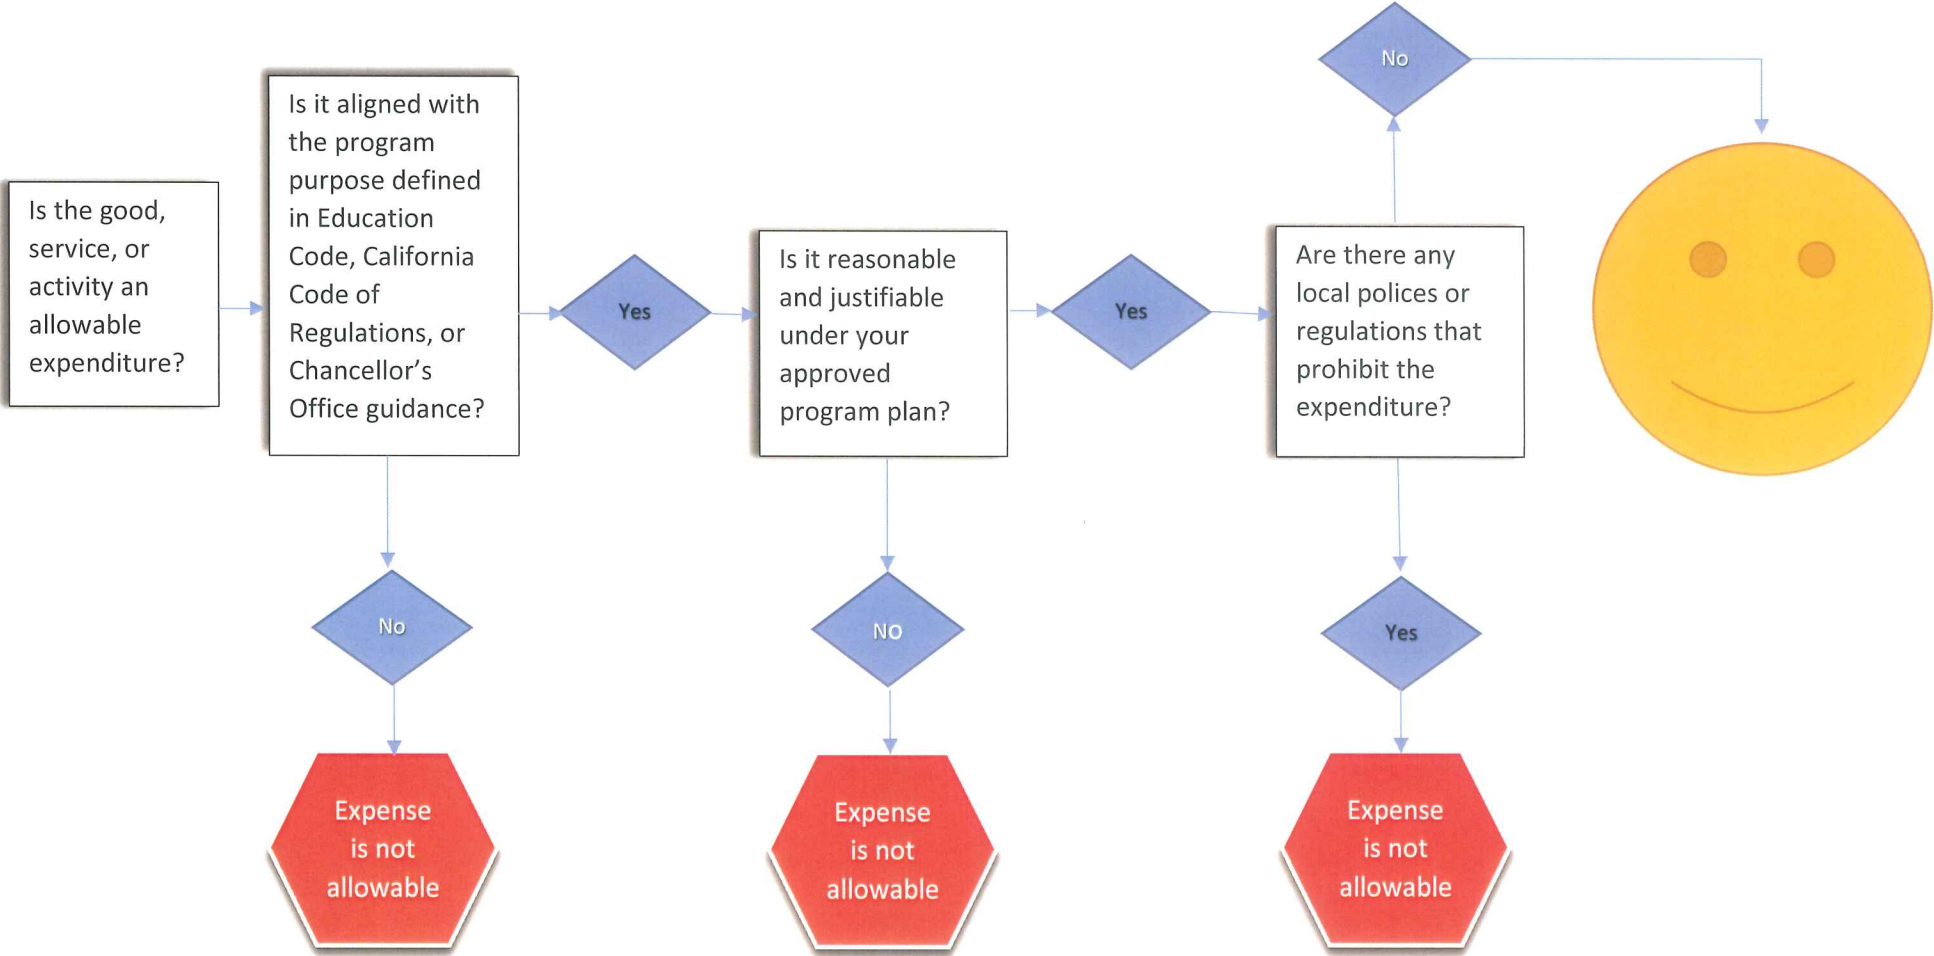 Is the good,
service, or
activity an
allowable
expenditure?
Is it aligned with
the program
purpose defined
in Education
Code, California
Code of
Regulations, or
Chancellor's
Office guidance?
Yes
Is it reasonable
and justifiable
under your
approved
program plan?
Yes
Are there any
local polices or
regulations that
prohibit the
expenditure?
No
No
NO
Yes
Expense
is not
allowable
Expense
is not
allowable
Expense
is not
allowable